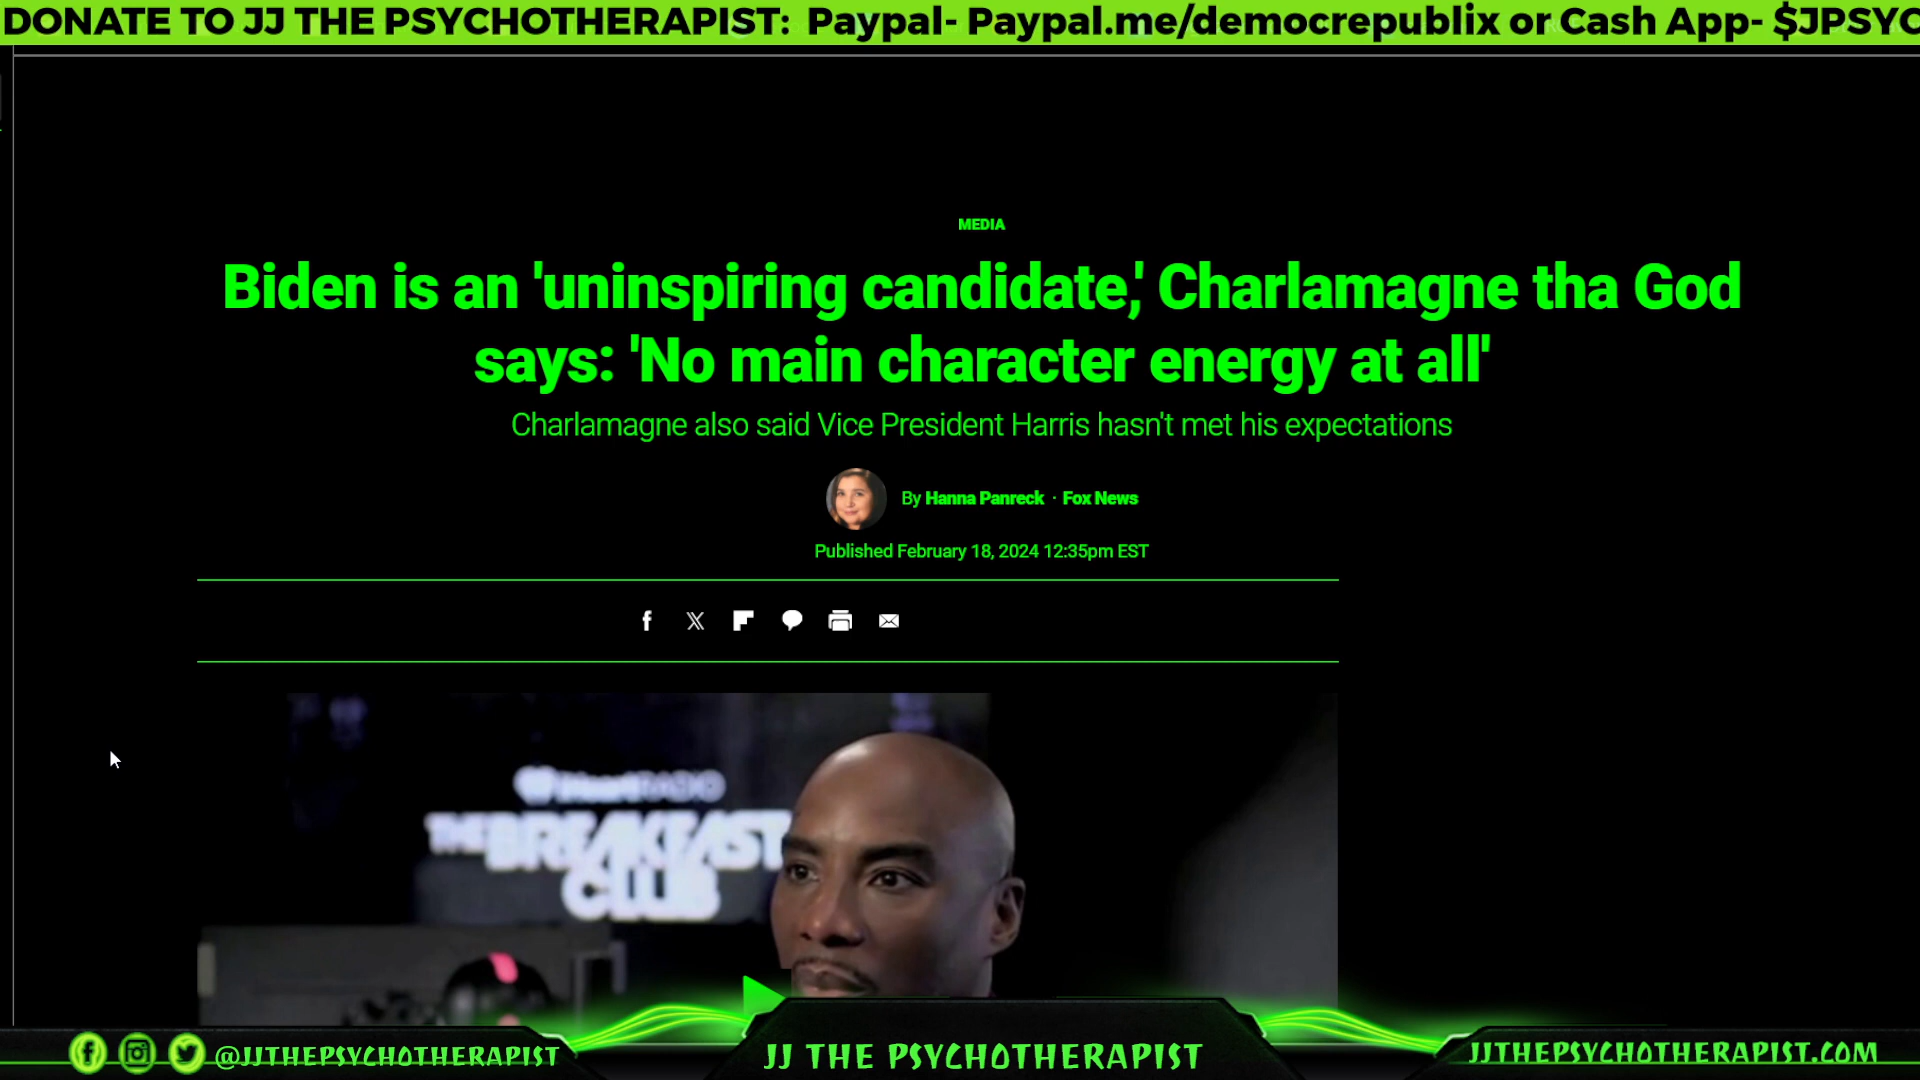 DONATE TO JJ THE PSYCHOTHERAPIST: Paypal- Paypal.me/democrepublix or Cash App- $JPSYC
MEDIA
Biden is an 'uninspiring candidate,' Charlamagne tha God
says: 'No main character energy at all'
Charlamagne also said Vice President Harris hasn't met his expectations
By Hanna Panreck · Fox News
Published February 18, 2024 12:35pm EST
iHeartRADIO
THE BREAKFAST
CLUB
@JJTHEPSYCHOTHERAPIST
JJ THE PSYCHOTHERAPIST
JJTHEPSYCHOTHERAPIST.COM